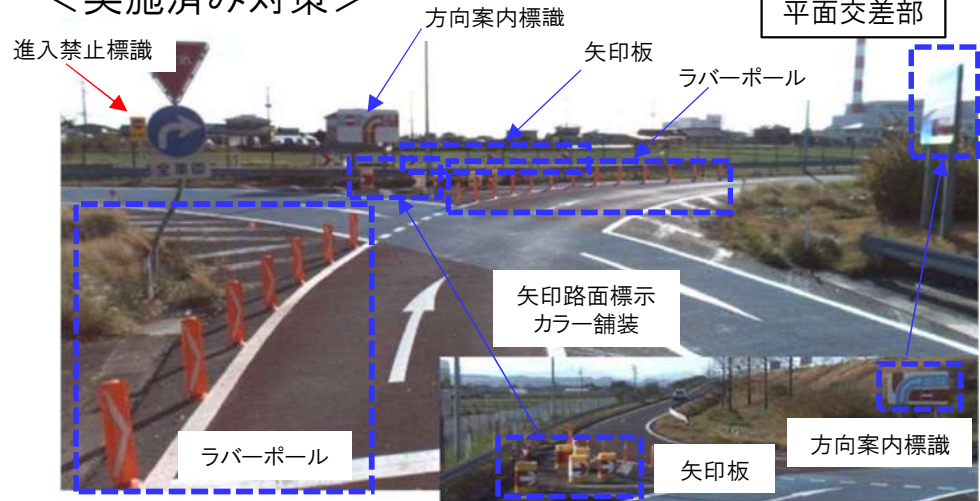 ＜実施済み対策＞
平面交差部
方向案内標識
進入禁止標識
矢印板
ラバーポール
全車両
矢印路面標示
カラー舗装
ラバーポール
矢印板
方向案内標識